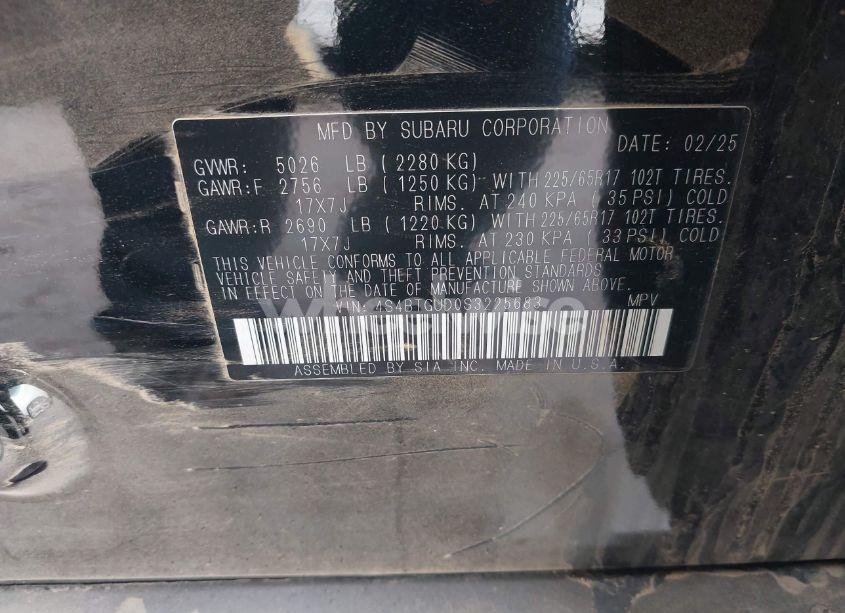 MFD BY SUBARU CORPORATION DATE: 02/25
GVWR: 5026 LB ( 2280 KG)
GAWR:F 2756 LB ( 1250 KG) WITH 225/65R17 102T TIRES.
17X7J RIMS. AT 240 KPA ( 35 PSI) COLD
GAWR:R 2690 LB ( 1220 KG) WITH 225/65R17 102T TIRES.
17X7J RIMS. AT 230 KPA ( 33 PSI) COLD
THIS VEHICLE CONFORMS TO ALL APPLICABLE FEDERAL MOTOR
VEHICLE SAFETY AND THEFT PREVENTION STANDARDS
IN EFFECT ON THE DATE OF MANUFACTURE SHOWN ABOVE.
VIN: MPV
ASSEMBLED BY SIA INC. MADE IN U.S.A.